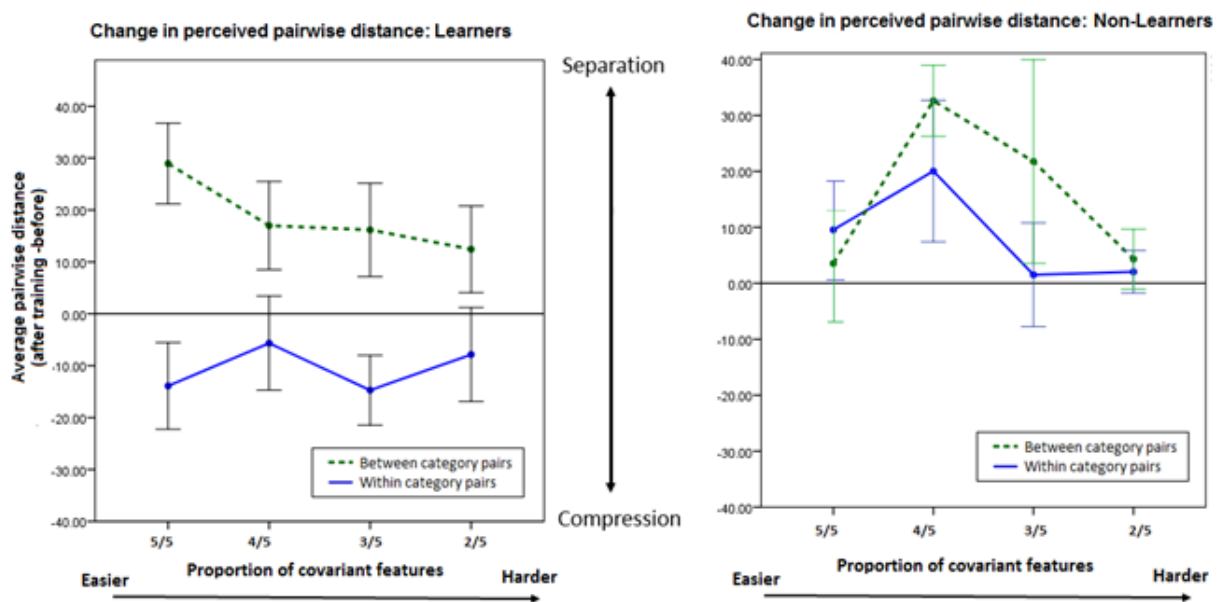 Change in perceived pairwise distance: Learners
Average pairwise distance
(after training -before)
40.00
30.00
20.00
10.00
0.00
-10.00
-20.00
-30.00
-40.00
Between category pairs
Within category pairs
5/5
4/5
3/5
2/5
Proportion of covariant features
Easier
Harder
Separation
Compression
Change in perceived pairwise distance: Non-Learners
40.00
30.00
20.00
10.00
0.00
-10.00
-20.00
-30.00
-40.00
Between category pairs
Within category pairs
5/5
4/5
3/5
2/5
Proportion of covariant features
Easier
Harder